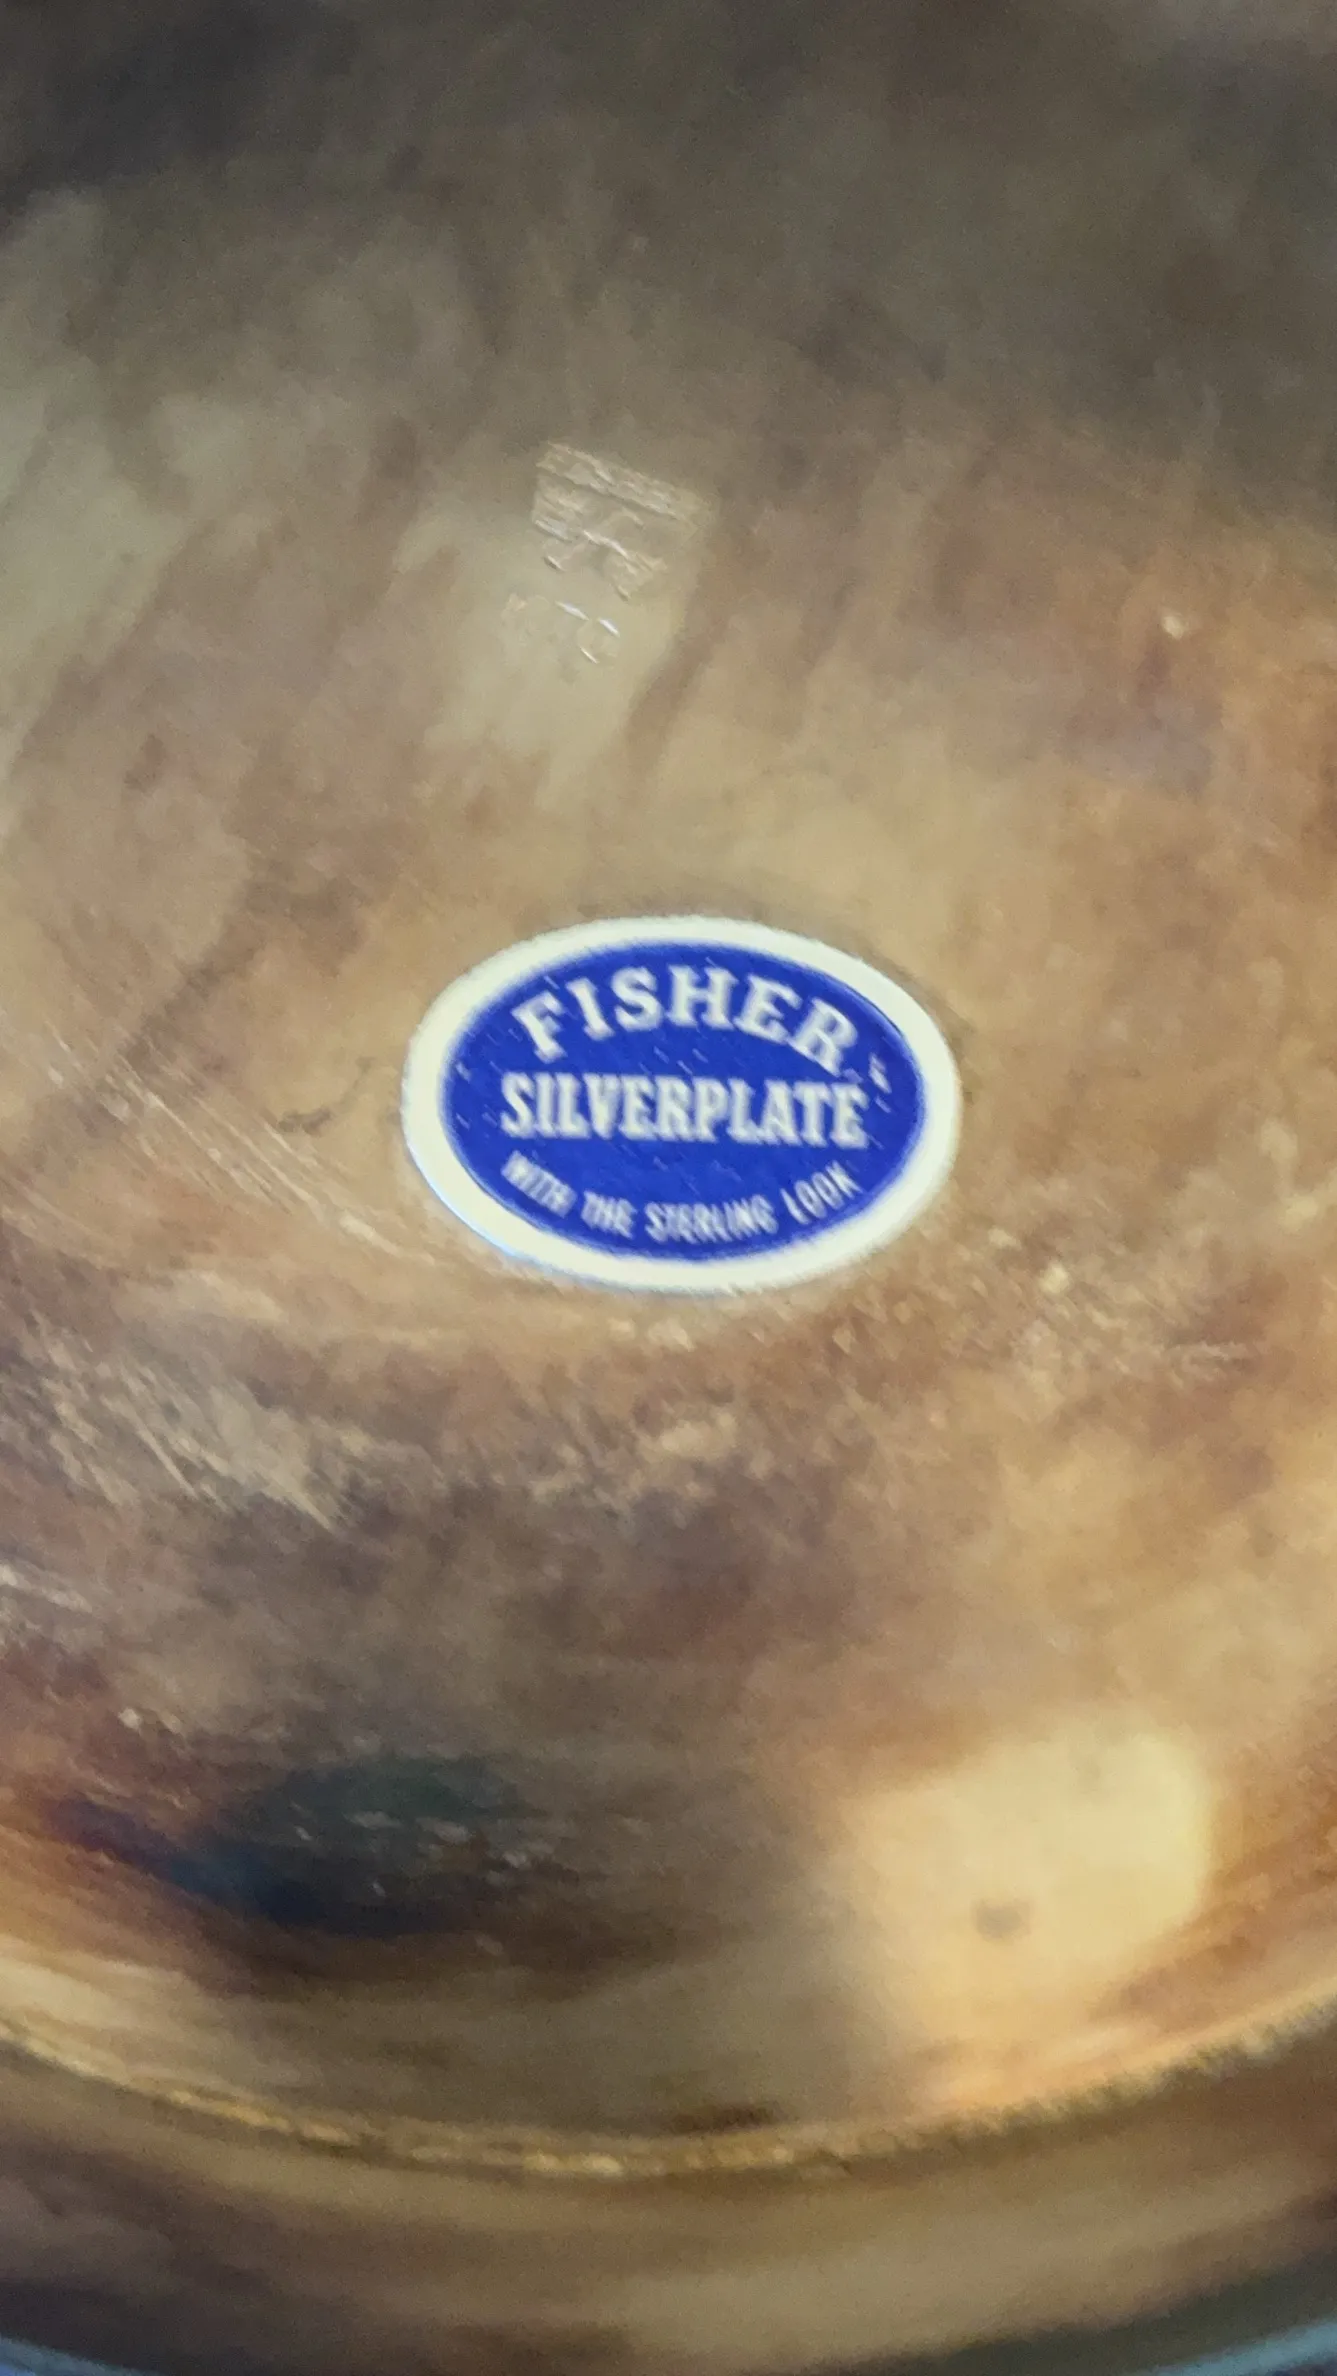 FISHER
SILVERPLATE
WITH THE STERLING LOOK